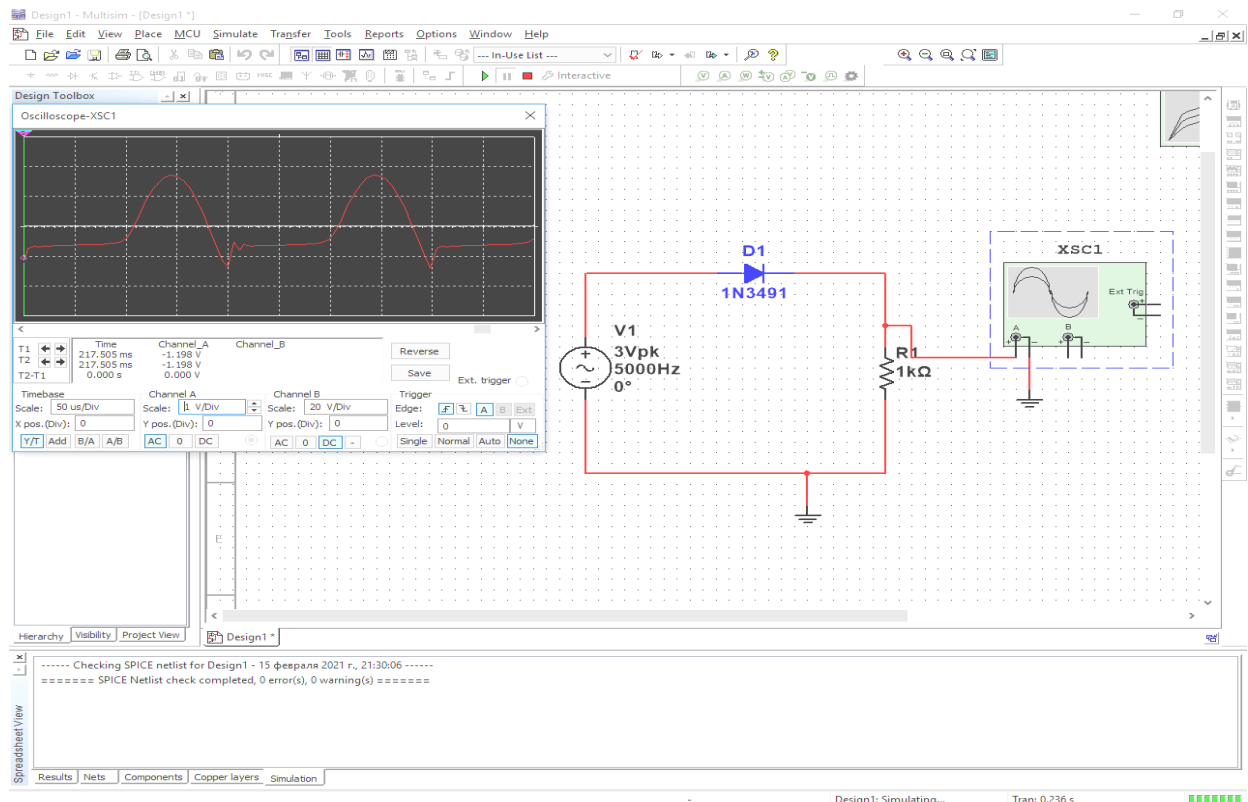 Design1 - Multisim - [Design1 *]
File Edit View Place MCU Simulate Transfer Tools Reports Options Window Help
--- In-Use List ---
Interactive
Design Toolbox
Oscilloscope-XSC1
Time Channel_A Channel_B
T1 217.505 ms -1.198 V
T2 217.505 ms -1.198 V
T2-T1 0.000 s 0.000 V
Reverse
Save
Ext. trigger
Timebase
Scale: 50 us/Div
X pos.(Div): 0
Y/T Add B/A A/B
Channel A
Scale: 1 V/Div
Y pos.(Div): 0
AC 0 DC
Channel B
Scale: 20 V/Div
Y pos.(Div): 0
AC 0 DC -
Trigger
Edge: A B Ext
Level: 0 V
Single Normal Auto None
D1
1N3491
V1
3Vpk
5000Hz
0°
R1
1kΩ
XSC1
Ext Trig
A B
E
Hierarchy Visibility Project View
Design1 *
------ Checking SPICE netlist for Design1 - 15 февраля 2021 г., 21:30:06 ------
======= SPICE Netlist check completed, 0 error(s), 0 warning(s) =======
Spreadsheet View
Results Nets Components Copper layers Simulation
- Design1: Simulating... Tran: 0.236 s